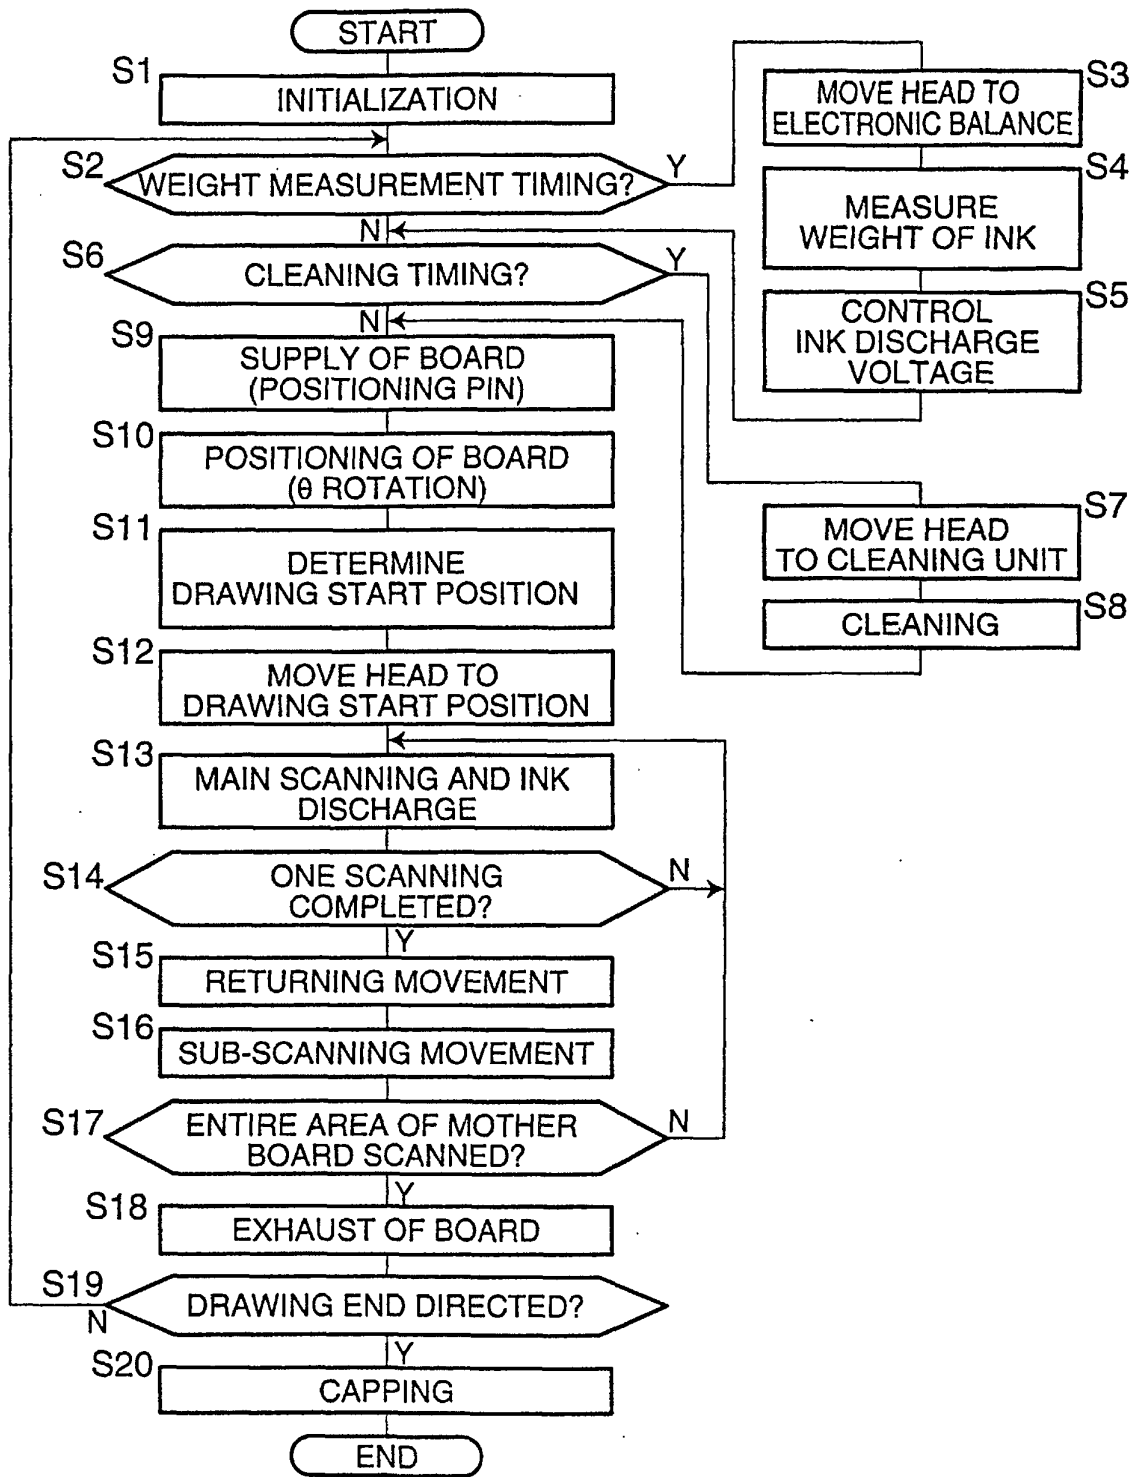 START
S1
INITIALIZATION
S2
WEIGHT MEASUREMENT TIMING?
Y
N
S3
MOVE HEAD TO
ELECTRONIC BALANCE
S4
MEASURE
WEIGHT OF INK
S5
CONTROL
INK DISCHARGE
VOLTAGE
S6
CLEANING TIMING?
Y
N
S7
MOVE HEAD
TO CLEANING UNIT
S8
CLEANING
S9
SUPPLY OF BOARD
(POSITIONING PIN)
S10
POSITIONING OF BOARD
(θ ROTATION)
S11
DETERMINE
DRAWING START POSITION
S12
MOVE HEAD TO
DRAWING START POSITION
S13
MAIN SCANNING AND INK
DISCHARGE
S14
ONE SCANNING
COMPLETED?
N
Y
S15
RETURNING MOVEMENT
S16
SUB-SCANNING MOVEMENT
S17
ENTIRE AREA OF MOTHER
BOARD SCANNED?
N
Y
S18
EXHAUST OF BOARD
S19
DRAWING END DIRECTED?
N
Y
S20
CAPPING
END